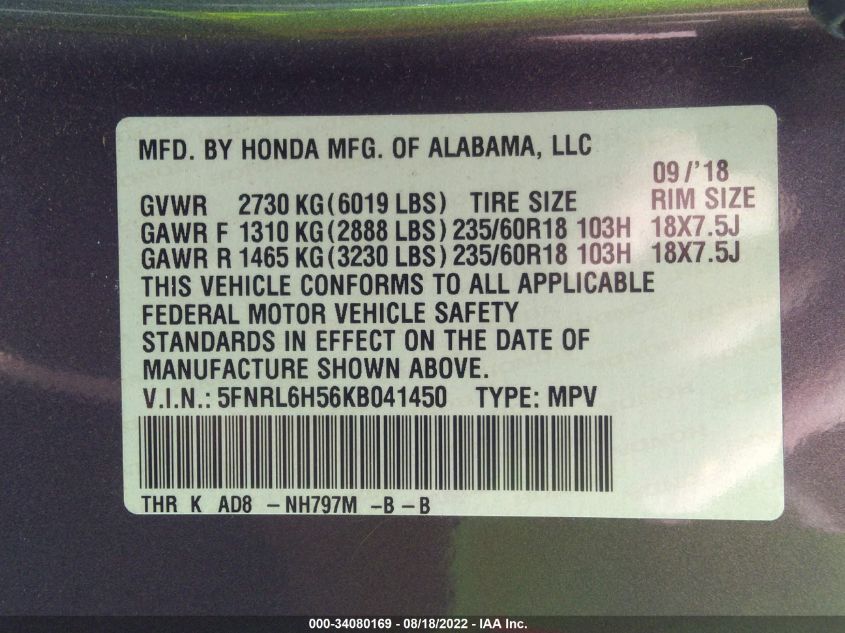 MFD. BY HONDA MFG. OF ALABAMA, LLC
09/'18
GVWR 2730 KG(6019 LBS) TIRE SIZE RIM SIZE
GAWR F 1310 KG(2888 LBS) 235/60R18 103H 18X7.5J
GAWR R 1465 KG(3230 LBS) 235/60R18 103H 18X7.5J
THIS VEHICLE CONFORMS TO ALL APPLICABLE
FEDERAL MOTOR VEHICLE SAFETY
STANDARDS IN EFFECT ON THE DATE OF
MANUFACTURE SHOWN ABOVE.
V.I.N.: 5FNRL6H56KB041450 TYPE: MPV
THR K AD8 -NH797M -B -B
000-34080169 - 08/18/2022 - IAA Inc.